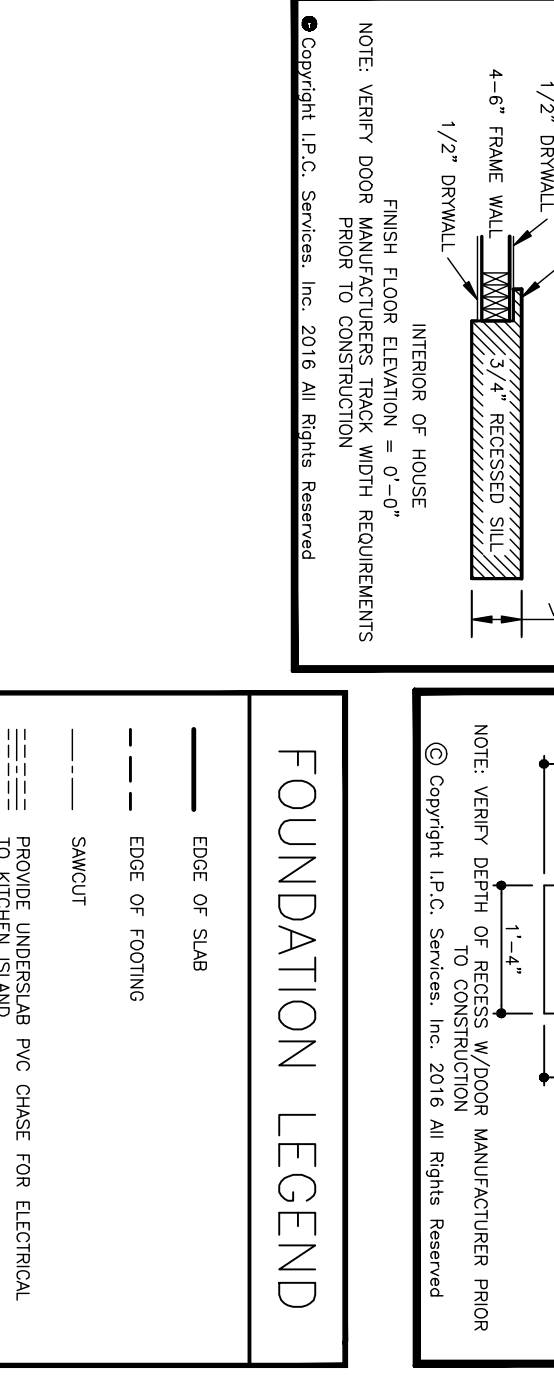 1/2" DRYWALL
4-6" FRAME WALL
1/2" DRYWALL
3/4" RECESSED SILL
INTERIOR OF HOUSE
FINISH FLOOR ELEVATION = 0'-0"
NOTE: VERIFY DOOR MANUFACTURERS TRACK WIDTH REQUIREMENTS
PRIOR TO CONSTRUCTION
Copyright I.P.C. Services. Inc. 2016 All Rights Reserved
1'-4"
NOTE: VERIFY DEPTH OF RECESS W/DOOR MANUFACTURER PRIOR
TO CONSTRUCTION
© Copyright I.P.C. Services. Inc. 2016 All Rights Reserved
FOUNDATION LEGEND
EDGE OF SLAB
EDGE OF FOOTING
SAWCUT
PROVIDE UNDERSLAB PVC CHASE FOR ELECTRICAL
TO KITCHEN ISLAND